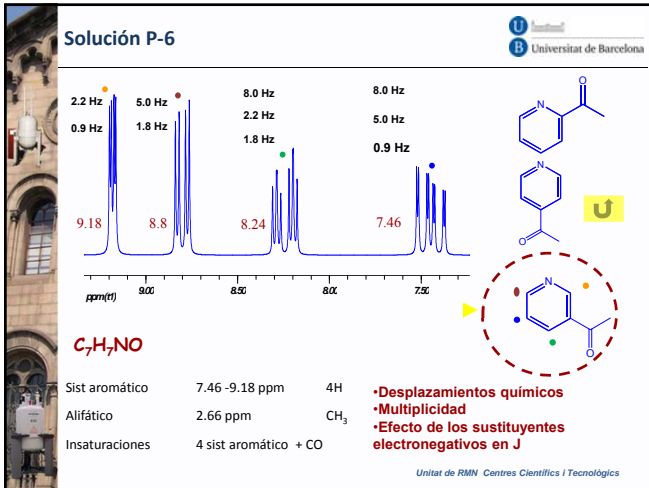 Solución P-6
U
B Universitat de Barcelona
2.2 Hz
0.9 Hz
5.0 Hz
1.8 Hz
8.0 Hz
2.2 Hz
1.8 Hz
8.0 Hz
5.0 Hz
0.9 Hz
9.18
8.8
8.24
7.46
ppm(t1)
9.00
8.50
8.00
7.50
N
O
N
O
N
O
C7H7NO
Sist aromático 7.46 -9.18 ppm 4H
Alifático 2.66 ppm CH3
Insaturaciones 4 sist aromático + CO
•Desplazamientos químicos
•Multiplicidad
•Efecto de los sustituyentes
electronegativos en J
Unitat de RMN Centres Científics i Tecnològics